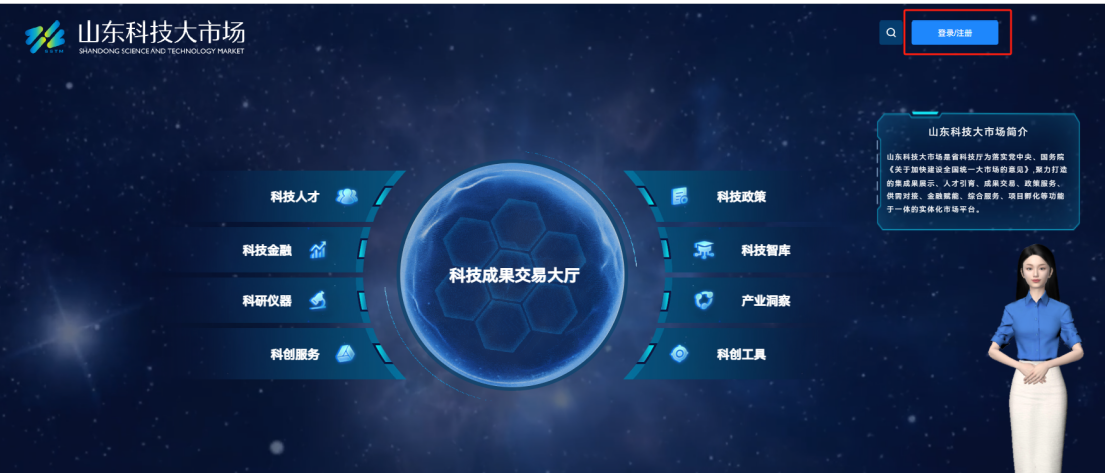 山东科技大市场
SHANDONG SCIENCE AND TECHNOLOGY MARKET
登录/注册
山东科技大市场简介
山东科技大市场是省科技厅为落实党中央、国务院
《关于加快建设全国统一大市场的意见》,聚力打造
的集成果展示、人才引育、成果交易、政策服务、
供需对接、金融赋能、综合服务、项目孵化等功能
于一体的实体化市场平台。
科技人才
科技金融
科研仪器
科创服务
科技成果交易大厅
科技政策
科技智库
产业洞察
科创工具